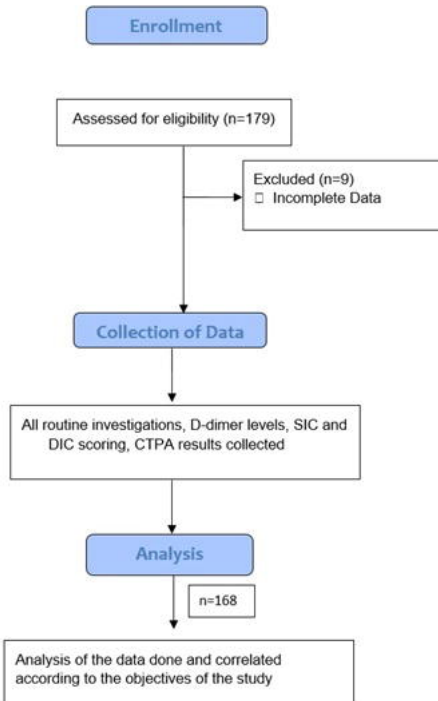 Enrollment
Assessed for eligibility (n=179)
Excluded (n=9)
□ Incomplete Data
Collection of Data
All routine investigations, D-dimer levels, SIC and
DIC scoring, CTPA results collected
Analysis
n=168
Analysis of the data done and correlated
according to the objectives of the study